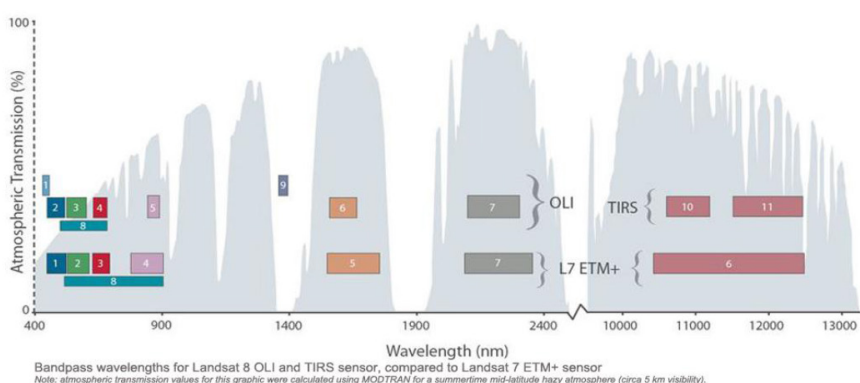 100
Atmospheric Transmission (%)
1
9
2 3 4 5 6 7 OLI TIRS 10 11
8
1 2 3 4 5 7 L7 ETM+ 6
8
0
400 900 1400 1900 2400 10000 11000 12000 13000
Wavelength (nm)
Bandpass wavelengths for Landsat 8 OLI and TIRS sensor, compared to Landsat 7 ETM+ sensor
Note: atmospheric transmission values for this graphic were calculated using MODTRAN for a summertime mid-latitude hazy atmosphere (circa 5 km visibility).